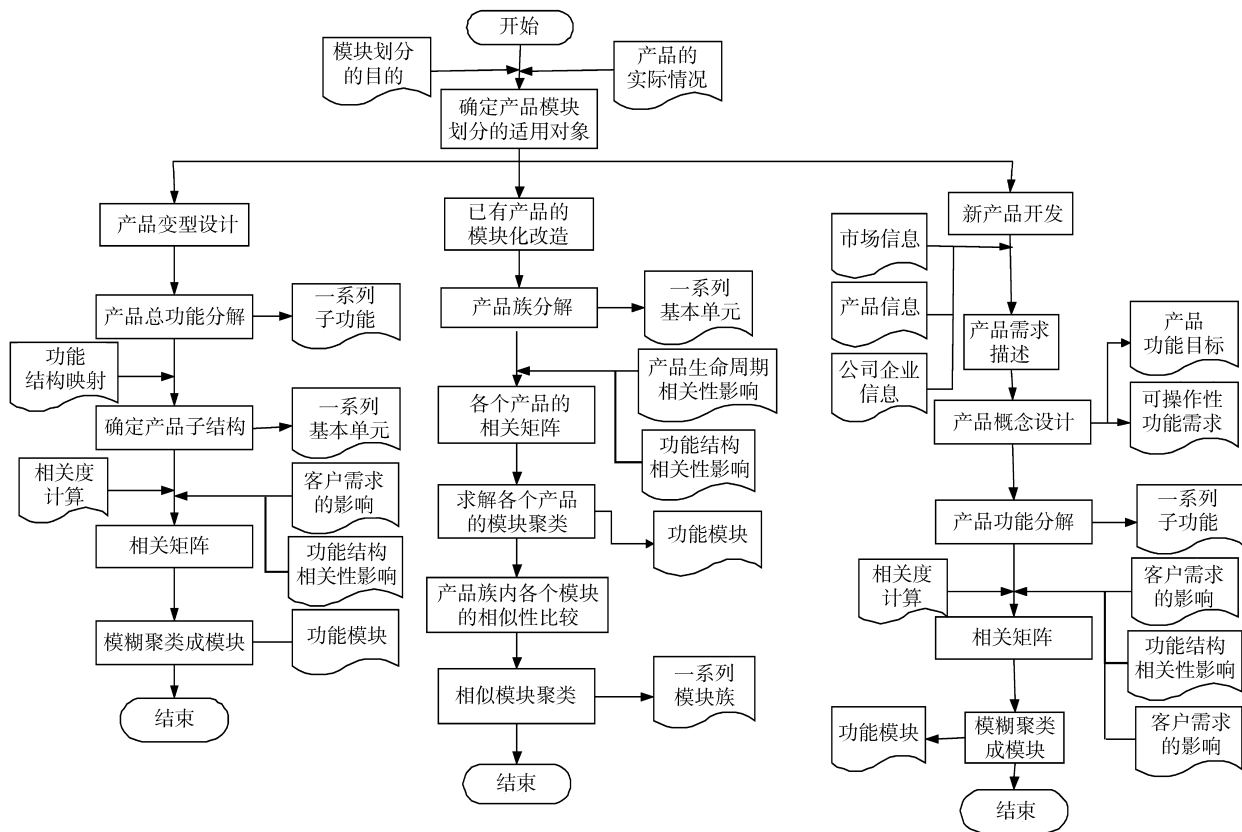 开始
模块划分
的目的
产品的
实际情况
确定产品模块
划分的适用对象
产品变型设计
产品总功能分解
一系列
子功能
功能
结构映射
确定产品子结构
一系列
基本单元
相关度
计算
客户需求
的影响
相关矩阵
功能结构
相关性影响
模糊聚类成模块
功能模块
结束
已有产品的
模块化改造
产品族分解
一系列
基本单元
产品生命周期
相关性影响
各个产品的
相关矩阵
功能结构
相关性影响
求解各个产品
的模块聚类
功能模块
产品族内各个模块
的相似性比较
相似模块聚类
一系列
模块族
结束
新产品开发
市场信息
产品信息
公司企业
信息
产品需求
描述
产品
功能目标
产品概念设计
可操作性
功能需求
产品功能分解
一系列
子功能
相关度
计算
客户需求
的影响
相关矩阵
功能结构
相关性影响
功能模块
模糊聚类
成模块
客户需求
的影响
结束